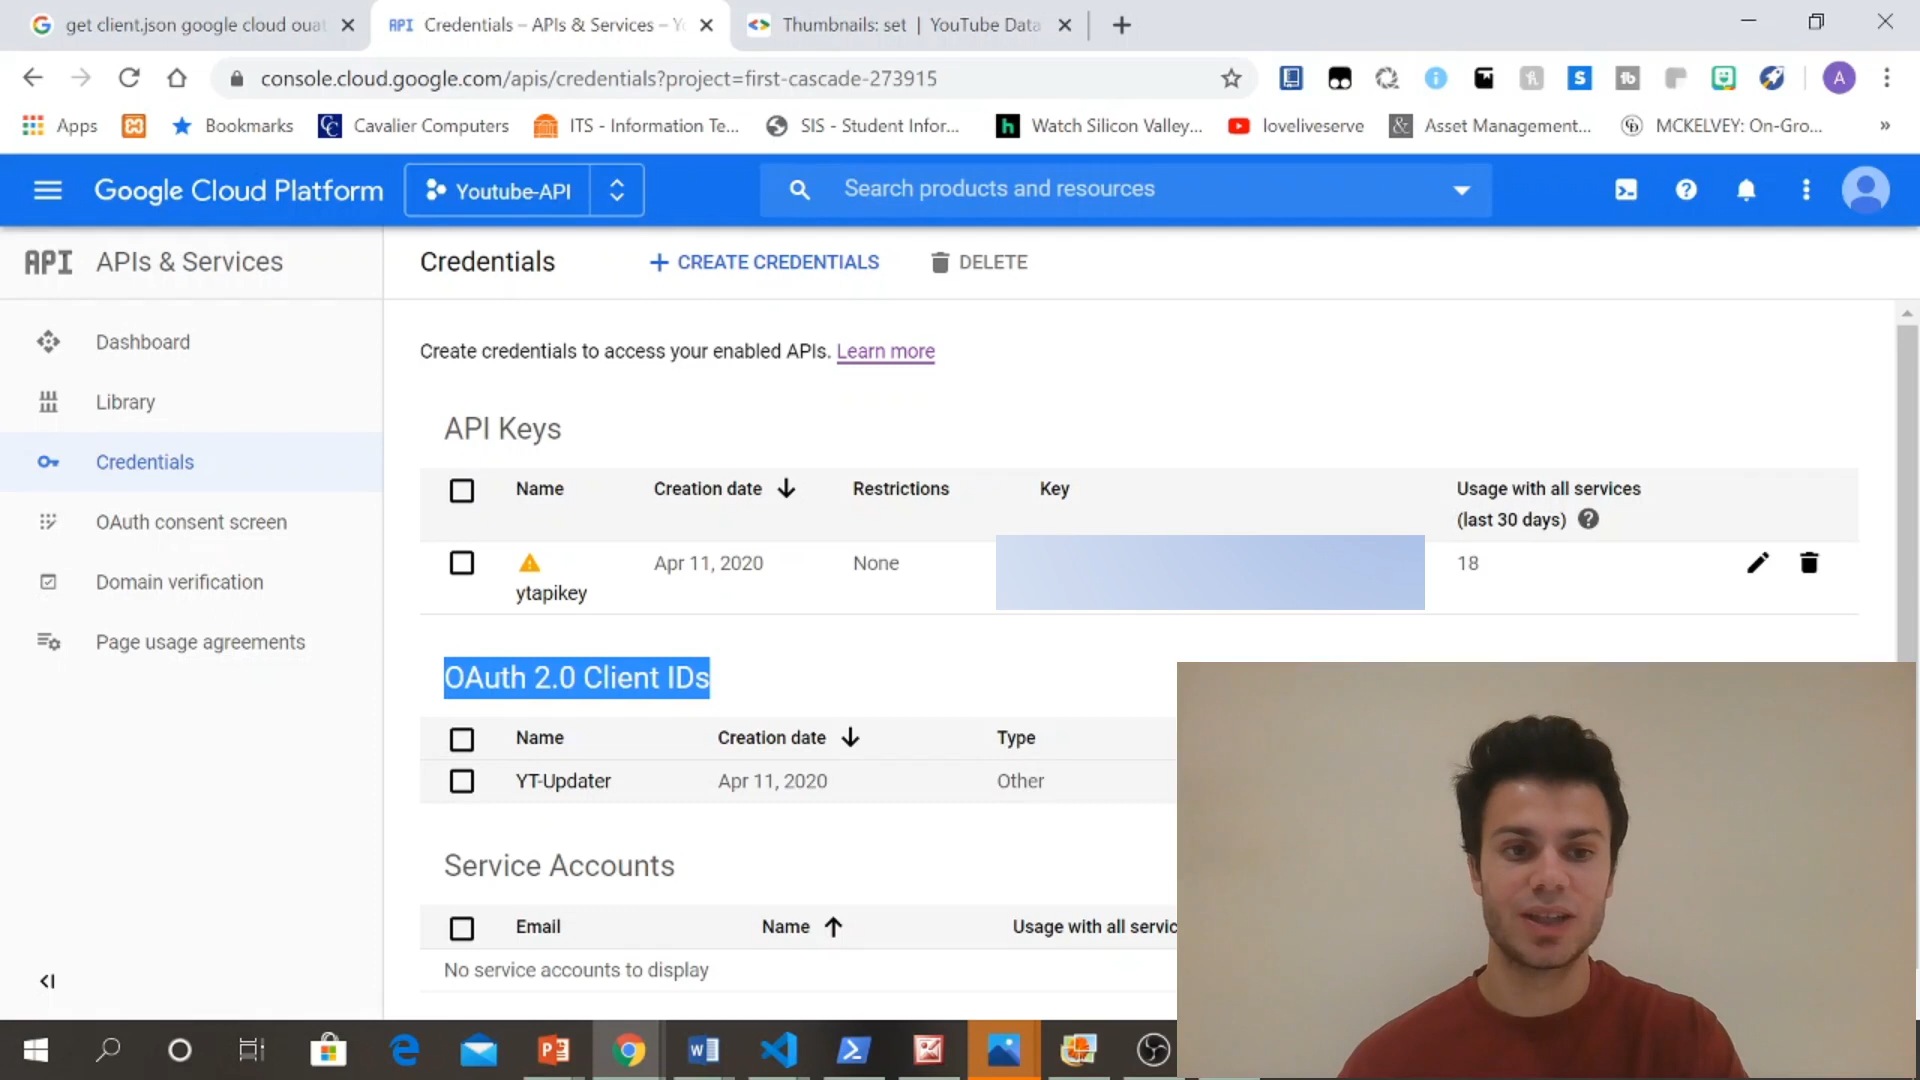 get client.json google cloud ouat
API Credentials – APIs & Services – Yo
Thumbnails: set | YouTube Data
console.cloud.google.com/apis/credentials?project=first-cascade-273915
A
Apps
Bookmarks
Cavalier Computers
ITS - Information Te...
SIS - Student Infor...
Watch Silicon Valley...
loveliveserve
Asset Management...
MCKELVEY: On-Gro...
»
Google Cloud Platform
Youtube-API
Search products and resources
API APIs & Services
Credentials
+ CREATE CREDENTIALS
DELETE
Dashboard
Library
Credentials
OAuth consent screen
Domain verification
Page usage agreements
Create credentials to access your enabled APIs. Learn more
API Keys
Name Creation date Restrictions Key Usage with all services
(last 30 days)
Apr 11, 2020 None 18
ytapikey
OAuth 2.0 Client IDs
Name Creation date Type
YT-Updater Apr 11, 2020 Other
Service Accounts
Email Name Usage with all servic
No service accounts to display